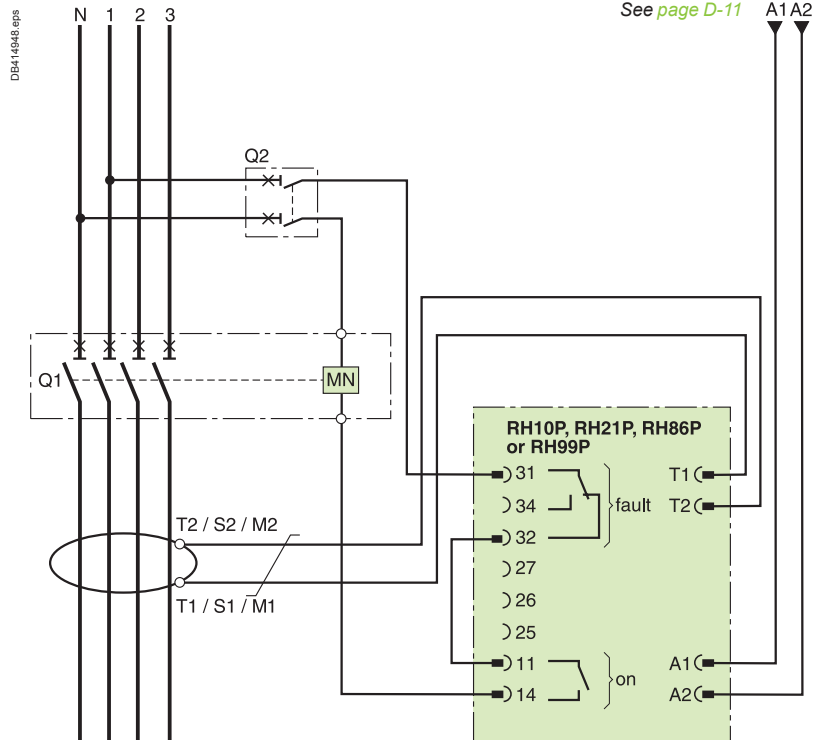 DB414948.eps
N 1 2 3
See page D-11 A1 A2
Q2
Q1
MN
RH10P, RH21P, RH86P
or RH99P
31
T1
34
fault
T2
32
T2 / S2 / M2
27
T1 / S1 / M1
26
25
11
A1
on
14
A2